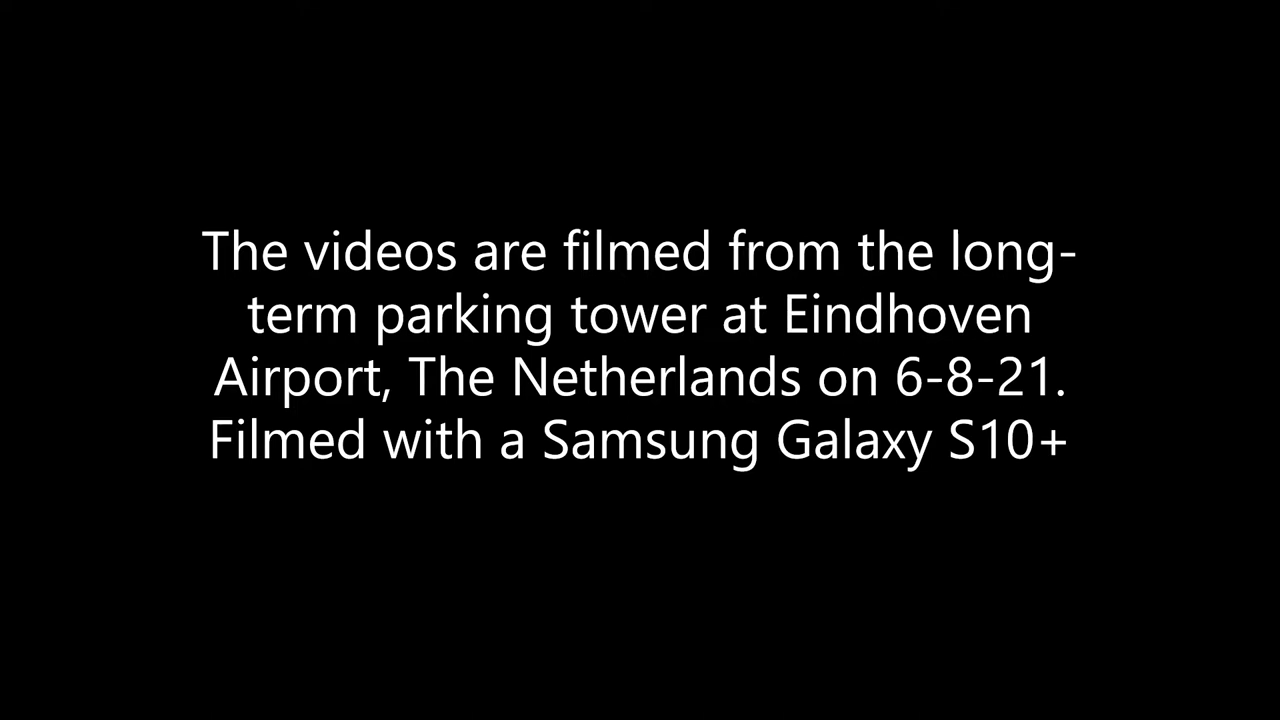 The videos are filmed from the long-
term parking tower at Eindhoven
Airport, The Netherlands on 6-8-21.
Filmed with a Samsung Galaxy S10+